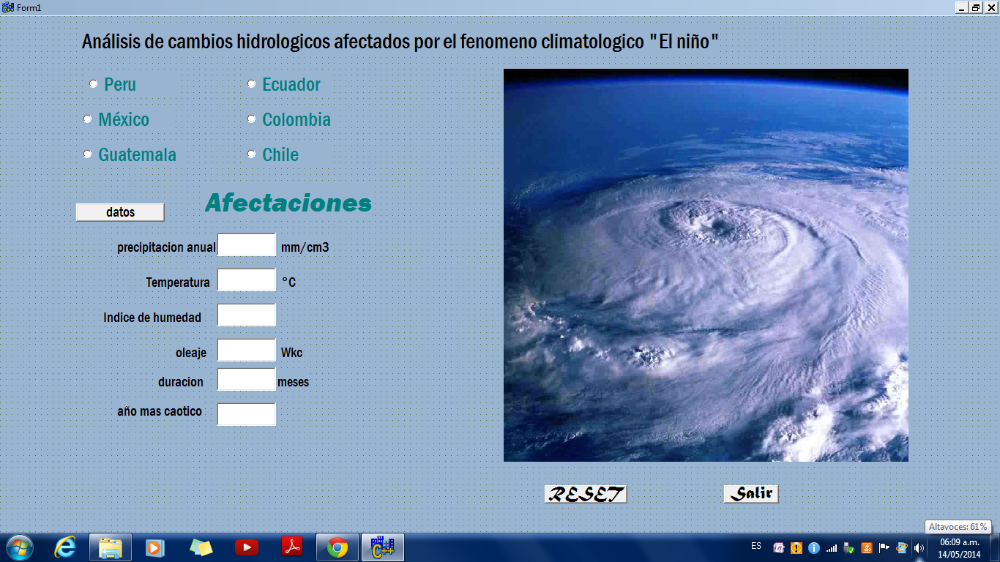 Form1
Análisis de cambios hidrologicos afectados por el fenomeno climatologico "El niño"
Peru
Ecuador
México
Colombia
Guatemala
Chile
Afectaciones
datos
precipitacion anual mm/cm3
Temperatura °C
Indice de humedad
oleaje Wkc
duracion meses
año mas caotico
RESET
Salir
Altavoces: 61%
ES
06:09 a.m.
14/05/2014